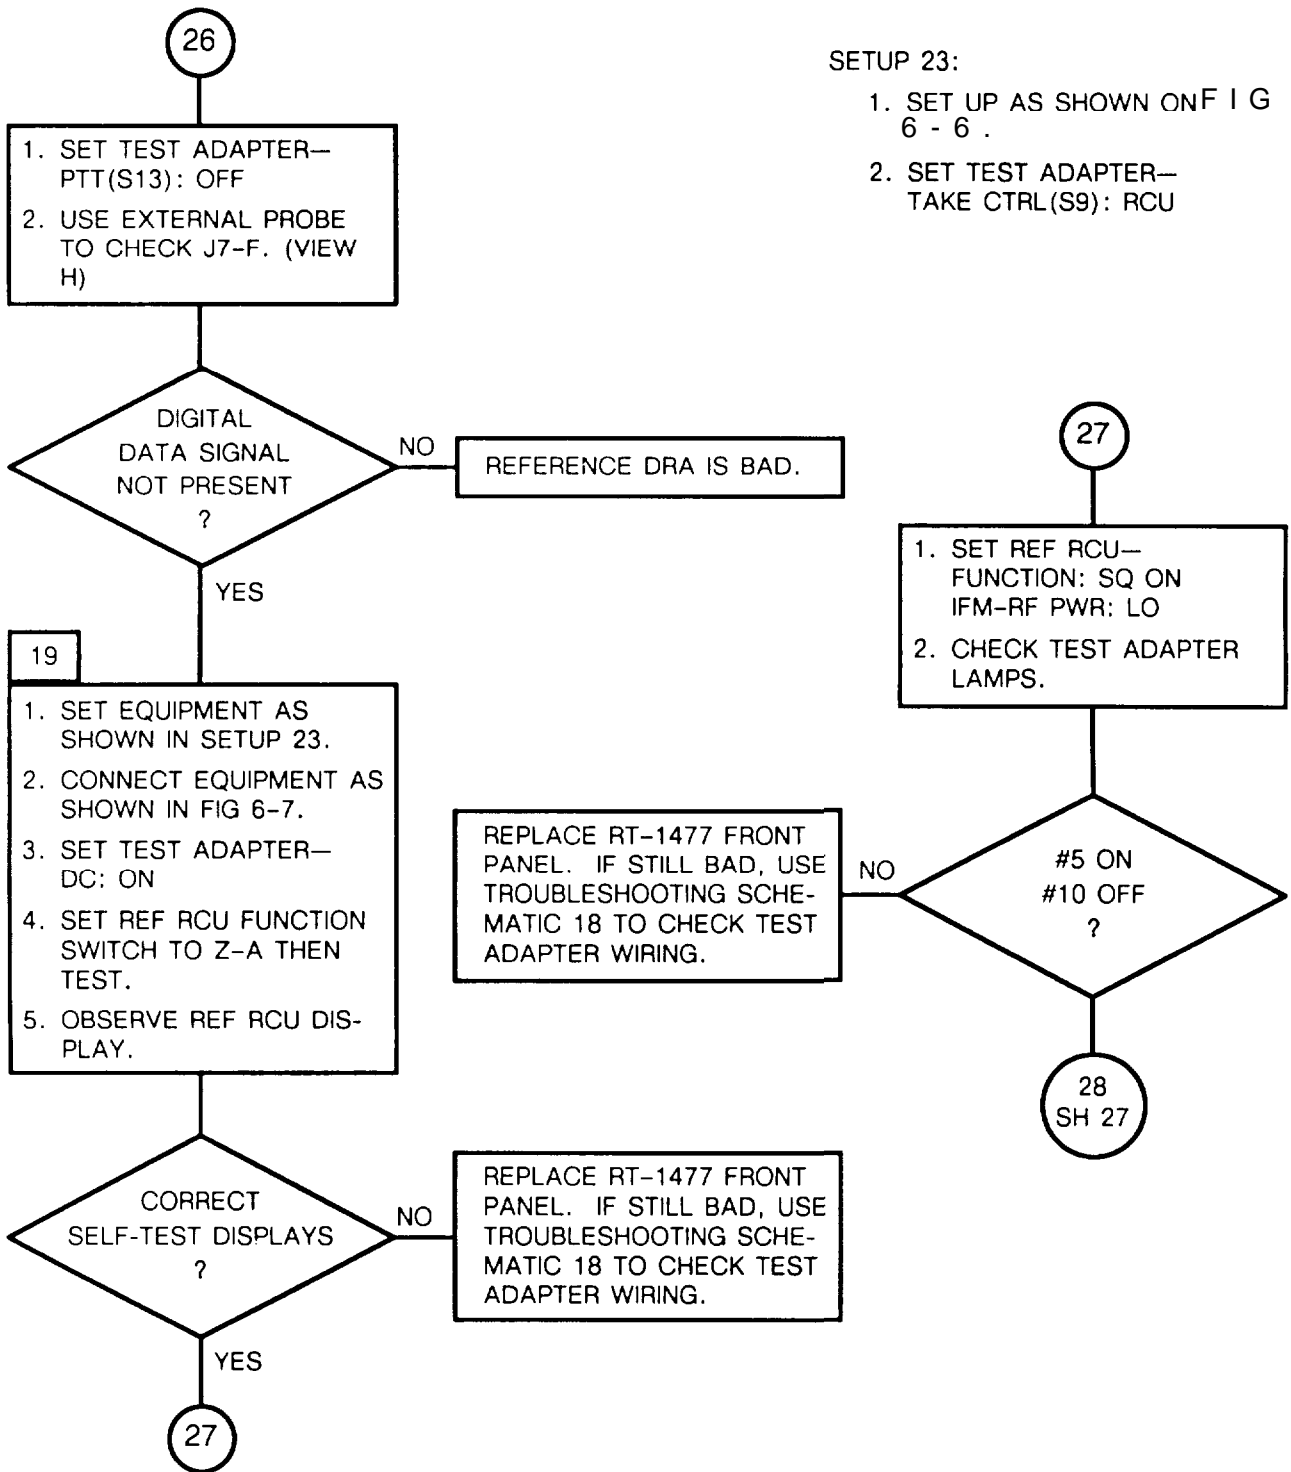 26
1. SET TEST ADAPTER—
PTT(S13): OFF
2. USE EXTERNAL PROBE
TO CHECK J7-F. (VIEW
H)
DIGITAL
DATA SIGNAL
NOT PRESENT
?
NO
REFERENCE DRA IS BAD.
YES
19
1. SET EQUIPMENT AS
SHOWN IN SETUP 23.
2. CONNECT EQUIPMENT AS
SHOWN IN FIG 6-7.
3. SET TEST ADAPTER—
DC: ON
4. SET REF RCU FUNCTION
SWITCH TO Z-A THEN
TEST.
5. OBSERVE REF RCU DIS-
PLAY.
CORRECT
SELF-TEST DISPLAYS
?
NO
REPLACE RT-1477 FRONT
PANEL. IF STILL BAD, USE
TROUBLESHOOTING SCHE-
MATIC 18 TO CHECK TEST
ADAPTER WIRING.
YES
27
SETUP 23:
1. SET UP AS SHOWN ON F I G
6 - 6 .
2. SET TEST ADAPTER—
TAKE CTRL(S9): RCU
27
1. SET REF RCU—
FUNCTION: SQ ON
IFM-RF PWR: LO
2. CHECK TEST ADAPTER
LAMPS.
#5 ON
#10 OFF
?
NO
REPLACE RT-1477 FRONT
PANEL. IF STILL BAD, USE
TROUBLESHOOTING SCHE-
MATIC 18 TO CHECK TEST
ADAPTER WIRING.
28
SH 27